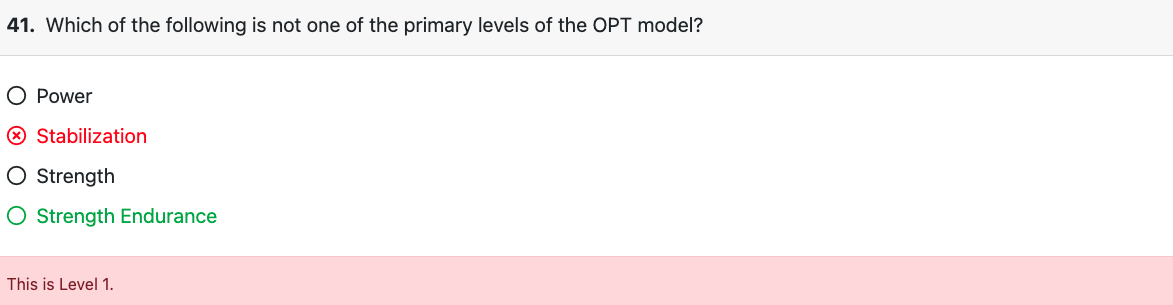 41. Which of the following is not one of the primary levels of the OPT model?
Power
Stabilization
Strength
Strength Endurance
This is Level 1.